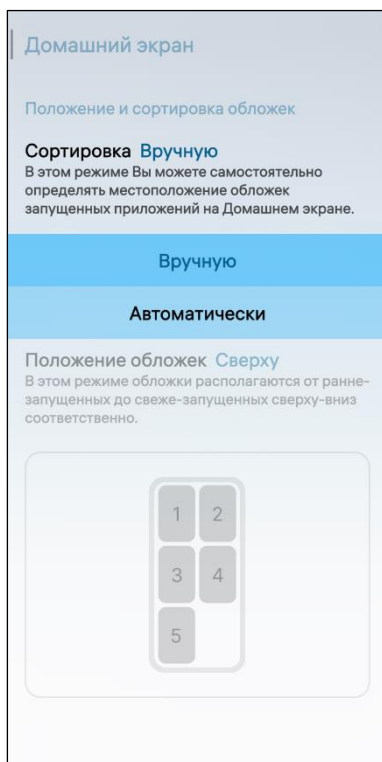 Домашний экран
Положение и сортировка обложек
Сортировка Вручную
В этом режиме Вы можете самостоятельно
определять местоположение обложек
запущенных приложений на Домашнем экране.
Вручную
Автоматически
Положение обложек Сверху
В этом режиме обложки располагаются от ранне-
запущенных до свеже-запущенных сверху-вниз
соответственно.
1 2
3 4
5